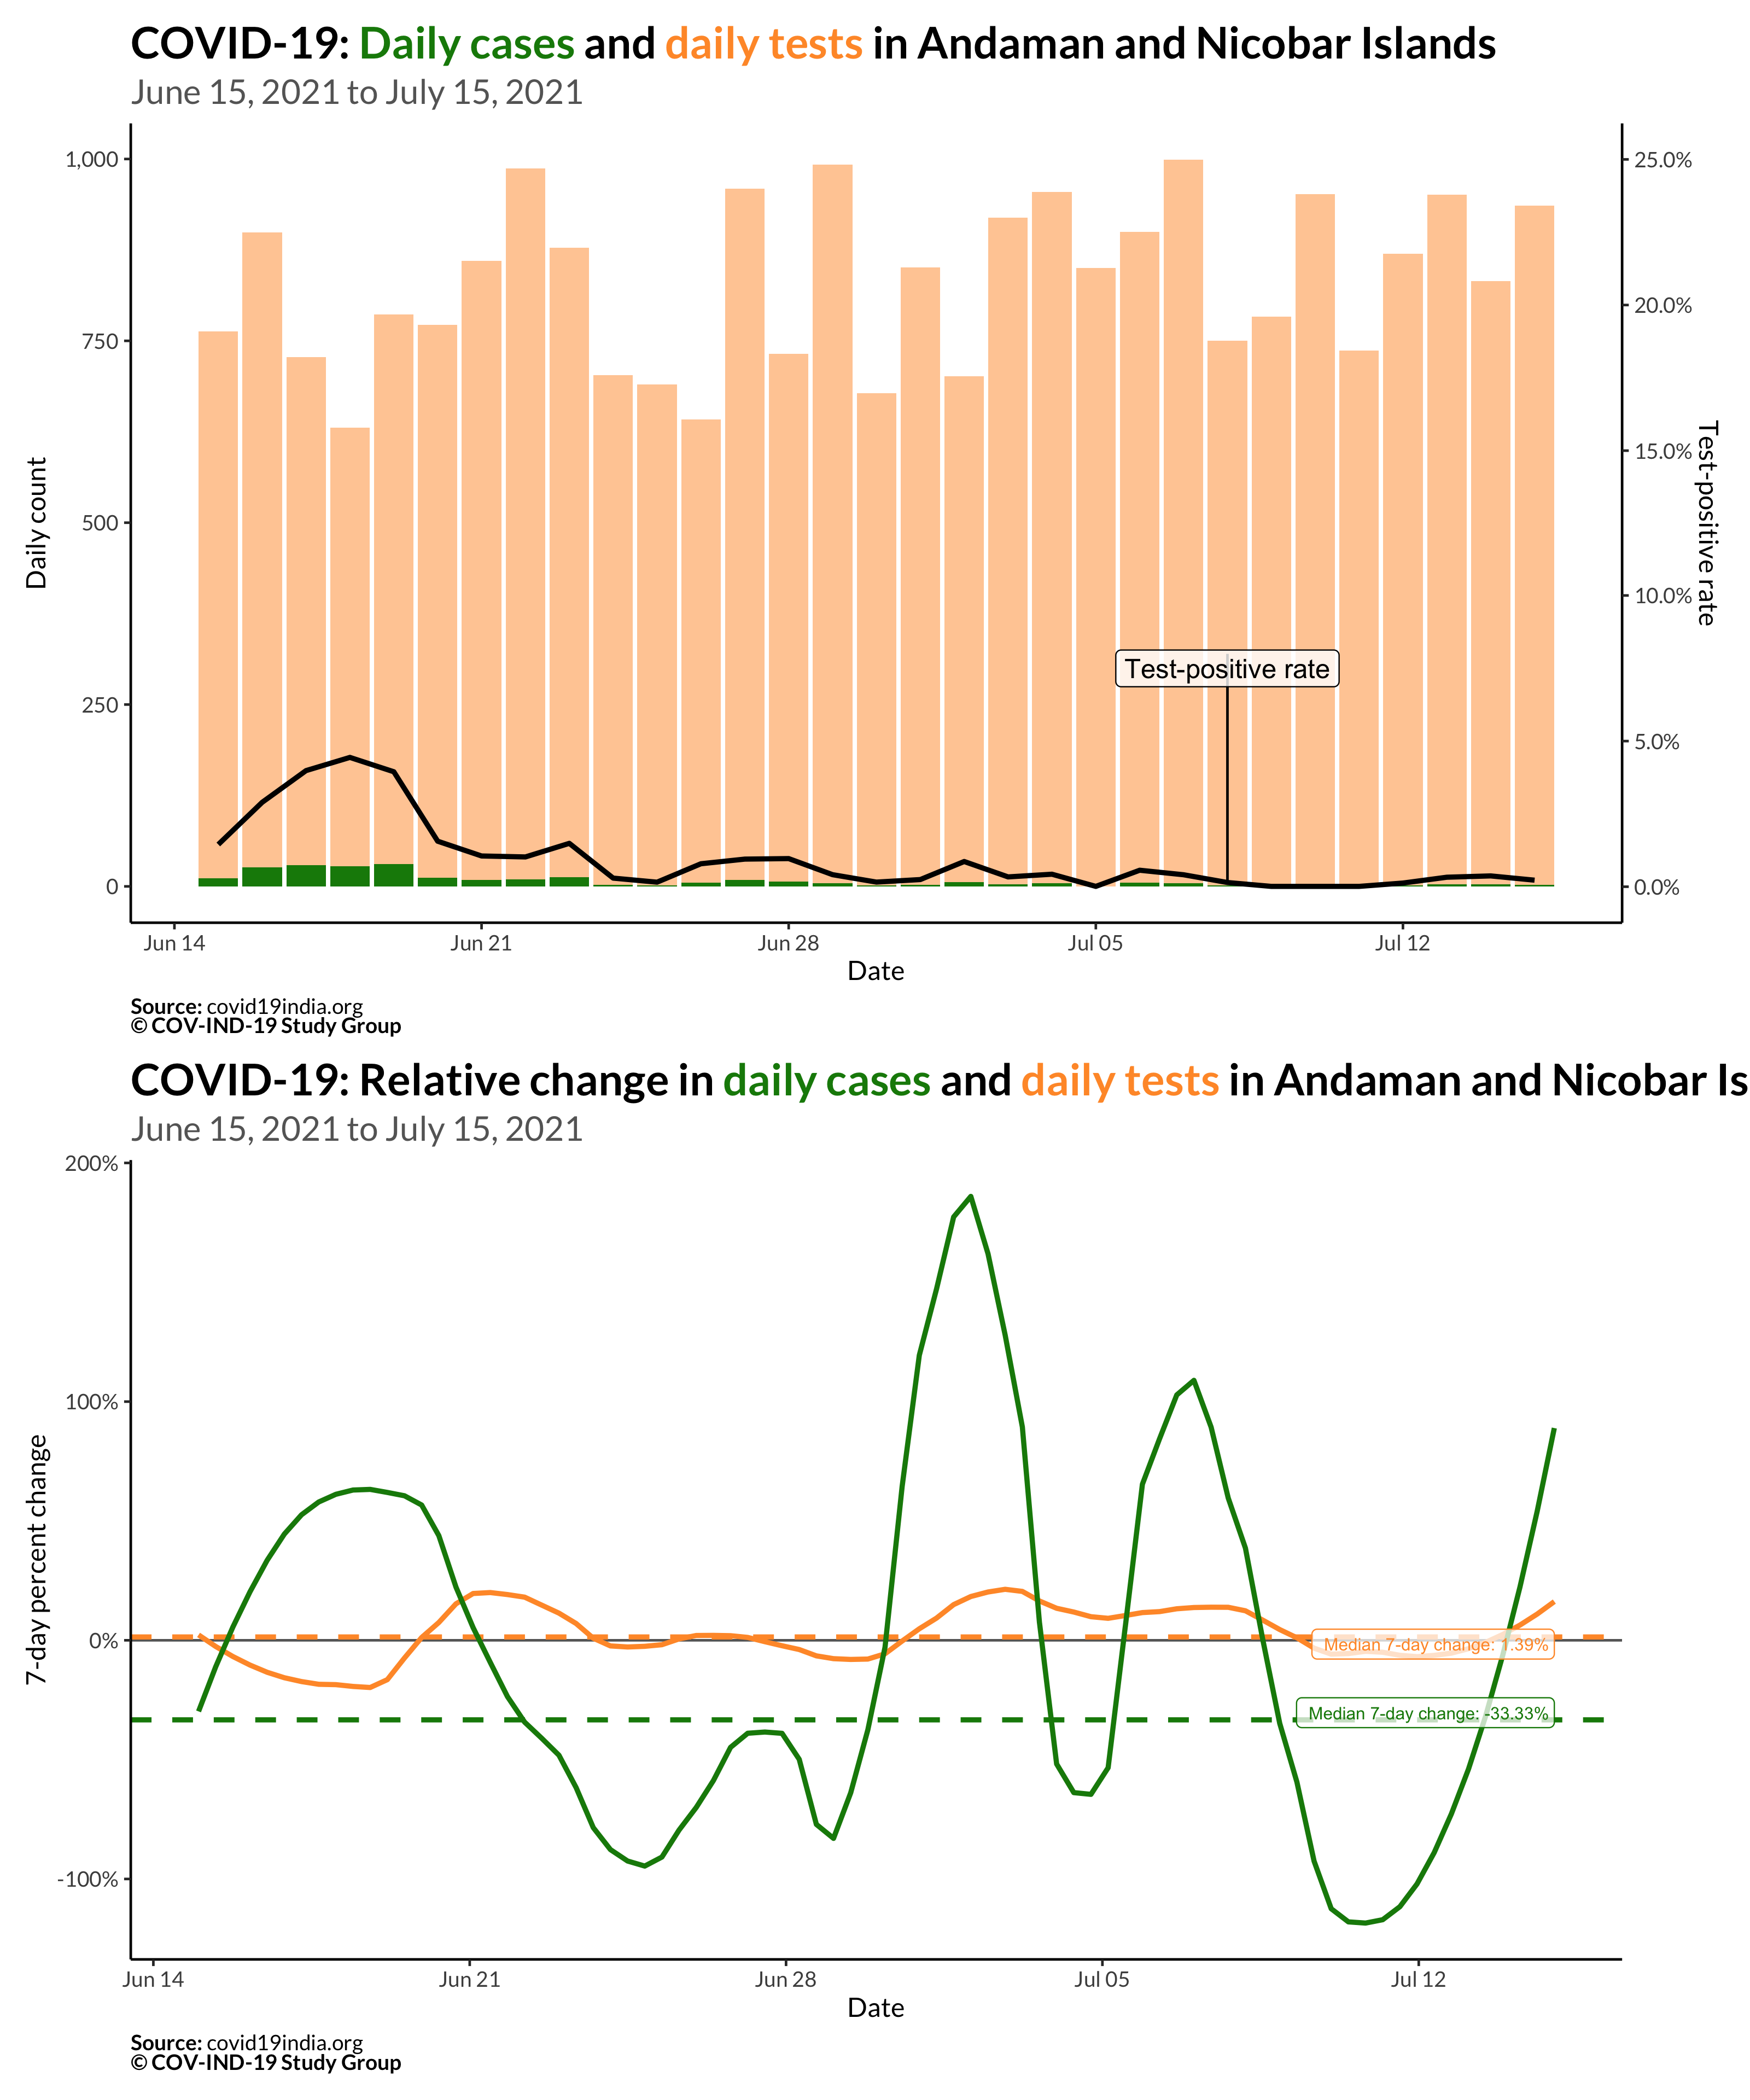 COVID-19: Daily cases and daily tests in Andaman and Nicobar Islands
June 15, 2021 to July 15, 2021
1,000
750
500
250
0
Daily count
25.0%
20.0%
15.0%
10.0%
5.0%
0.0%
Test-positive rate
Test-positive rate
Jun 14
Jun 21
Jun 28
Jul 05
Jul 12
Date
Source: covid19india.org
© COV-IND-19 Study Group
COVID-19: Relative change in daily cases and daily tests in Andaman and Nicobar Is
June 15, 2021 to July 15, 2021
200%
100%
0%
-100%
7-day percent change
Median 7-day change: 1.39%
Median 7-day change: -33.33%
Jun 14
Jun 21
Jun 28
Jul 05
Jul 12
Date
Source: covid19india.org
© COV-IND-19 Study Group